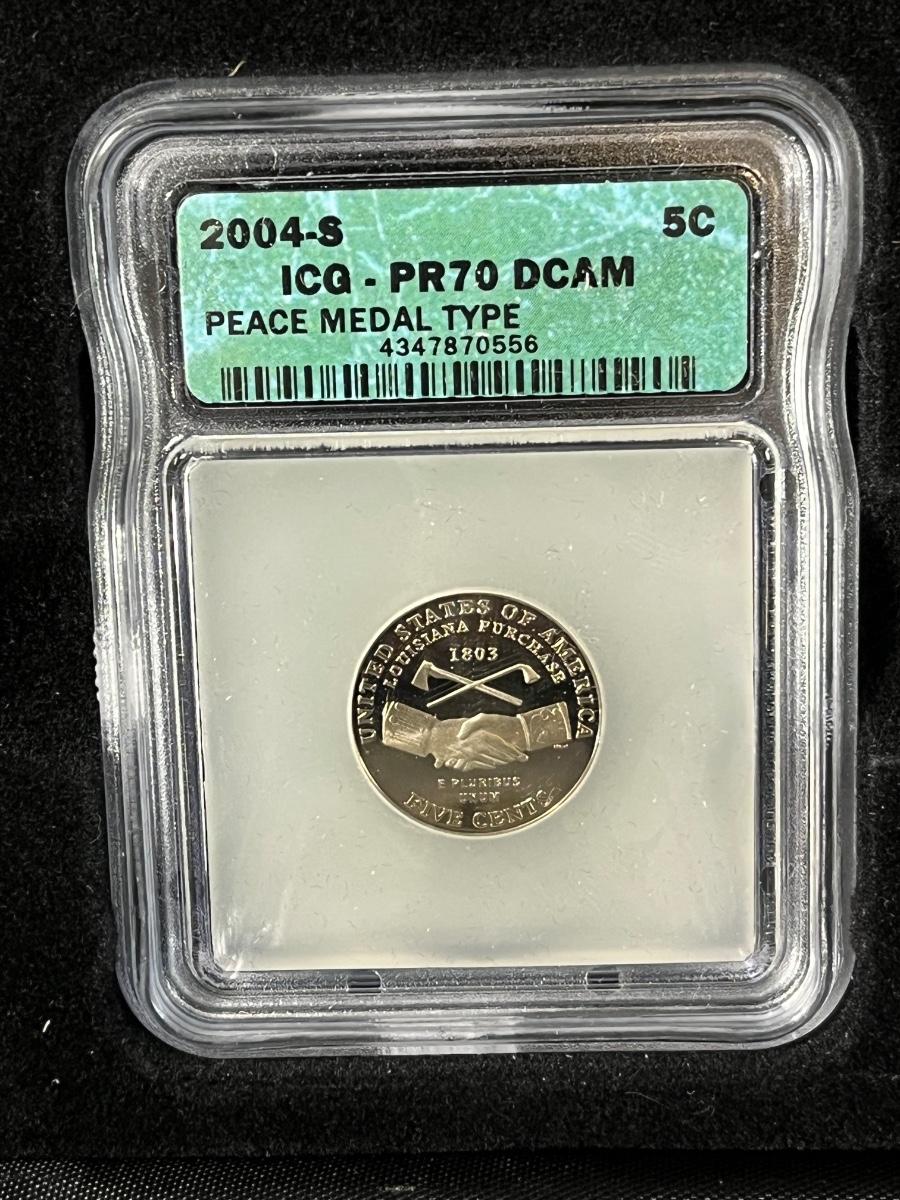 2004-S 5C
ICG - PR70 DCAM
PEACE MEDAL TYPE
4347870556
UNITED STATES OF AMERICA
LOUISIANA PURCHASE
1803
E PLURIBUS
UNUM
FIVE CENTS